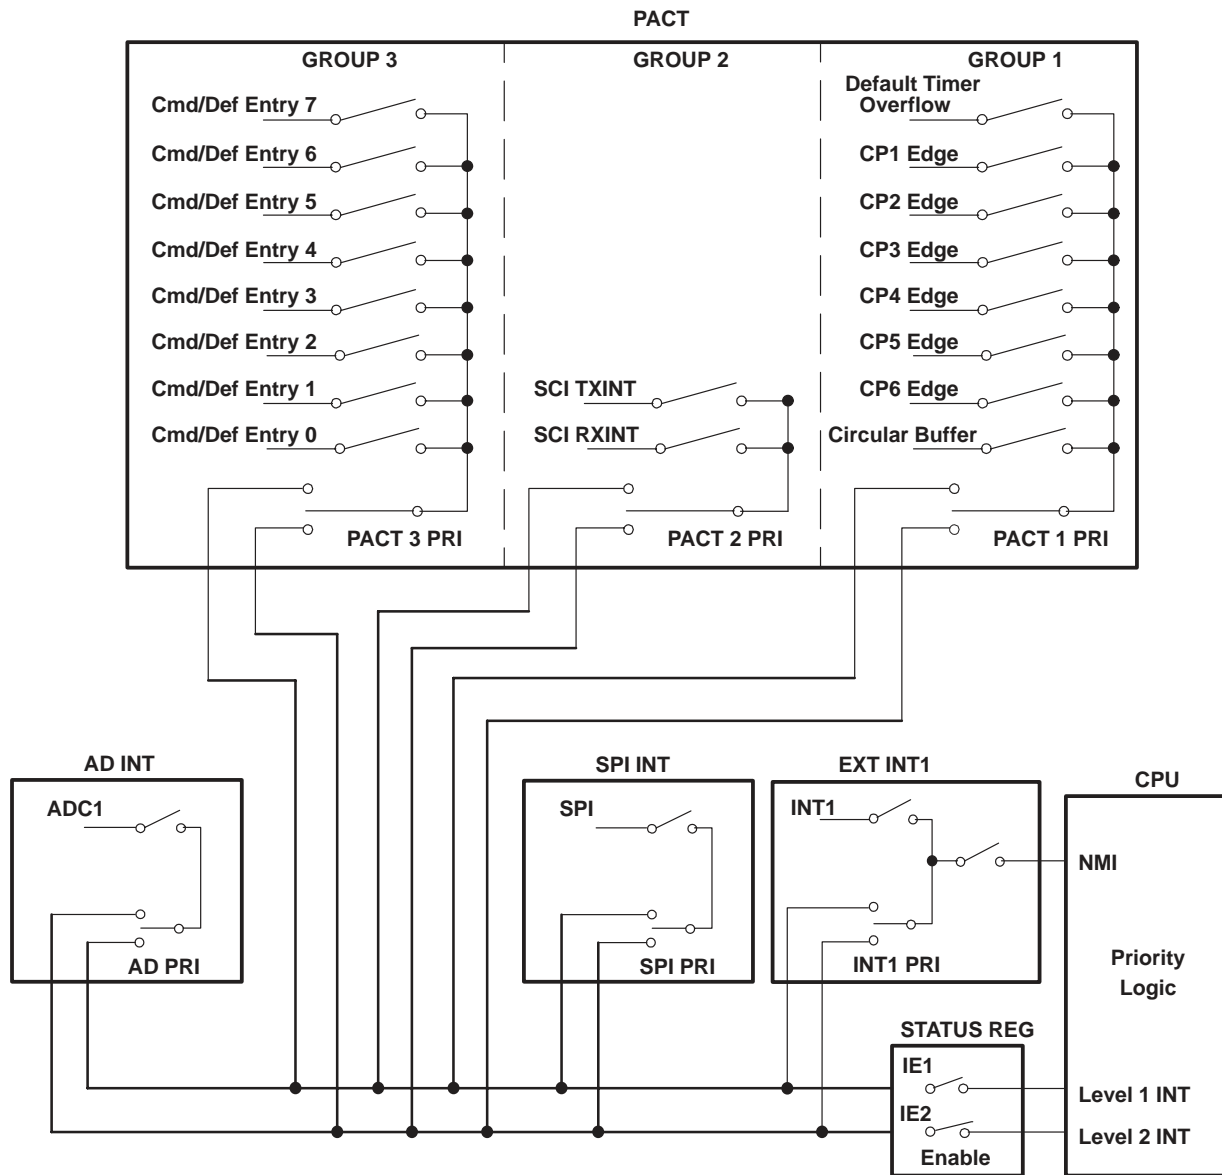 PACT
GROUP 3
GROUP 2
GROUP 1
Cmd/Def Entry 7
Cmd/Def Entry 6
Cmd/Def Entry 5
Cmd/Def Entry 4
Cmd/Def Entry 3
Cmd/Def Entry 2
Cmd/Def Entry 1
Cmd/Def Entry 0
PACT 3 PRI
SCI TXINT
SCI RXINT
PACT 2 PRI
Default Timer
Overflow
CP1 Edge
CP2 Edge
CP3 Edge
CP4 Edge
CP5 Edge
CP6 Edge
Circular Buffer
PACT 1 PRI
AD INT
ADC1
AD PRI
SPI INT
SPI
SPI PRI
EXT INT1
INT1
INT1 PRI
CPU
NMI
Priority
Logic
Level 1 INT
Level 2 INT
STATUS REG
IE1
IE2
Enable